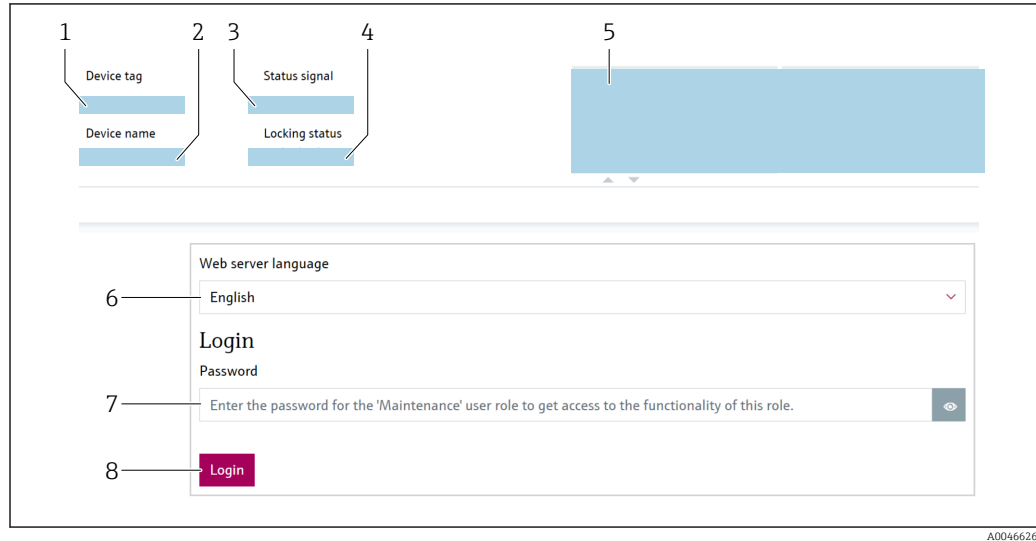 1 2 3 4 5
Device tag Status signal
Device name Locking status
Web server language
6 English
Login
Password
7 Enter the password for the 'Maintenance' user role to get access to the functionality of this role.
8 Login
A0046626